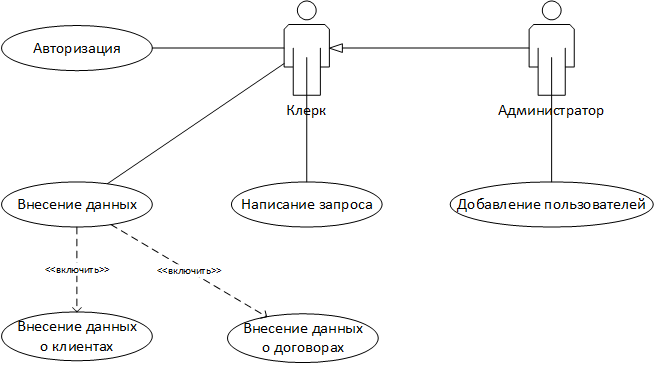 Авторизация
Клерк
Администратор
Внесение данных
Написание запроса
Добавление пользователей
<<включить>>
<<включить>>
Внесение данных
о клиентах
Внесение данных
о договорах